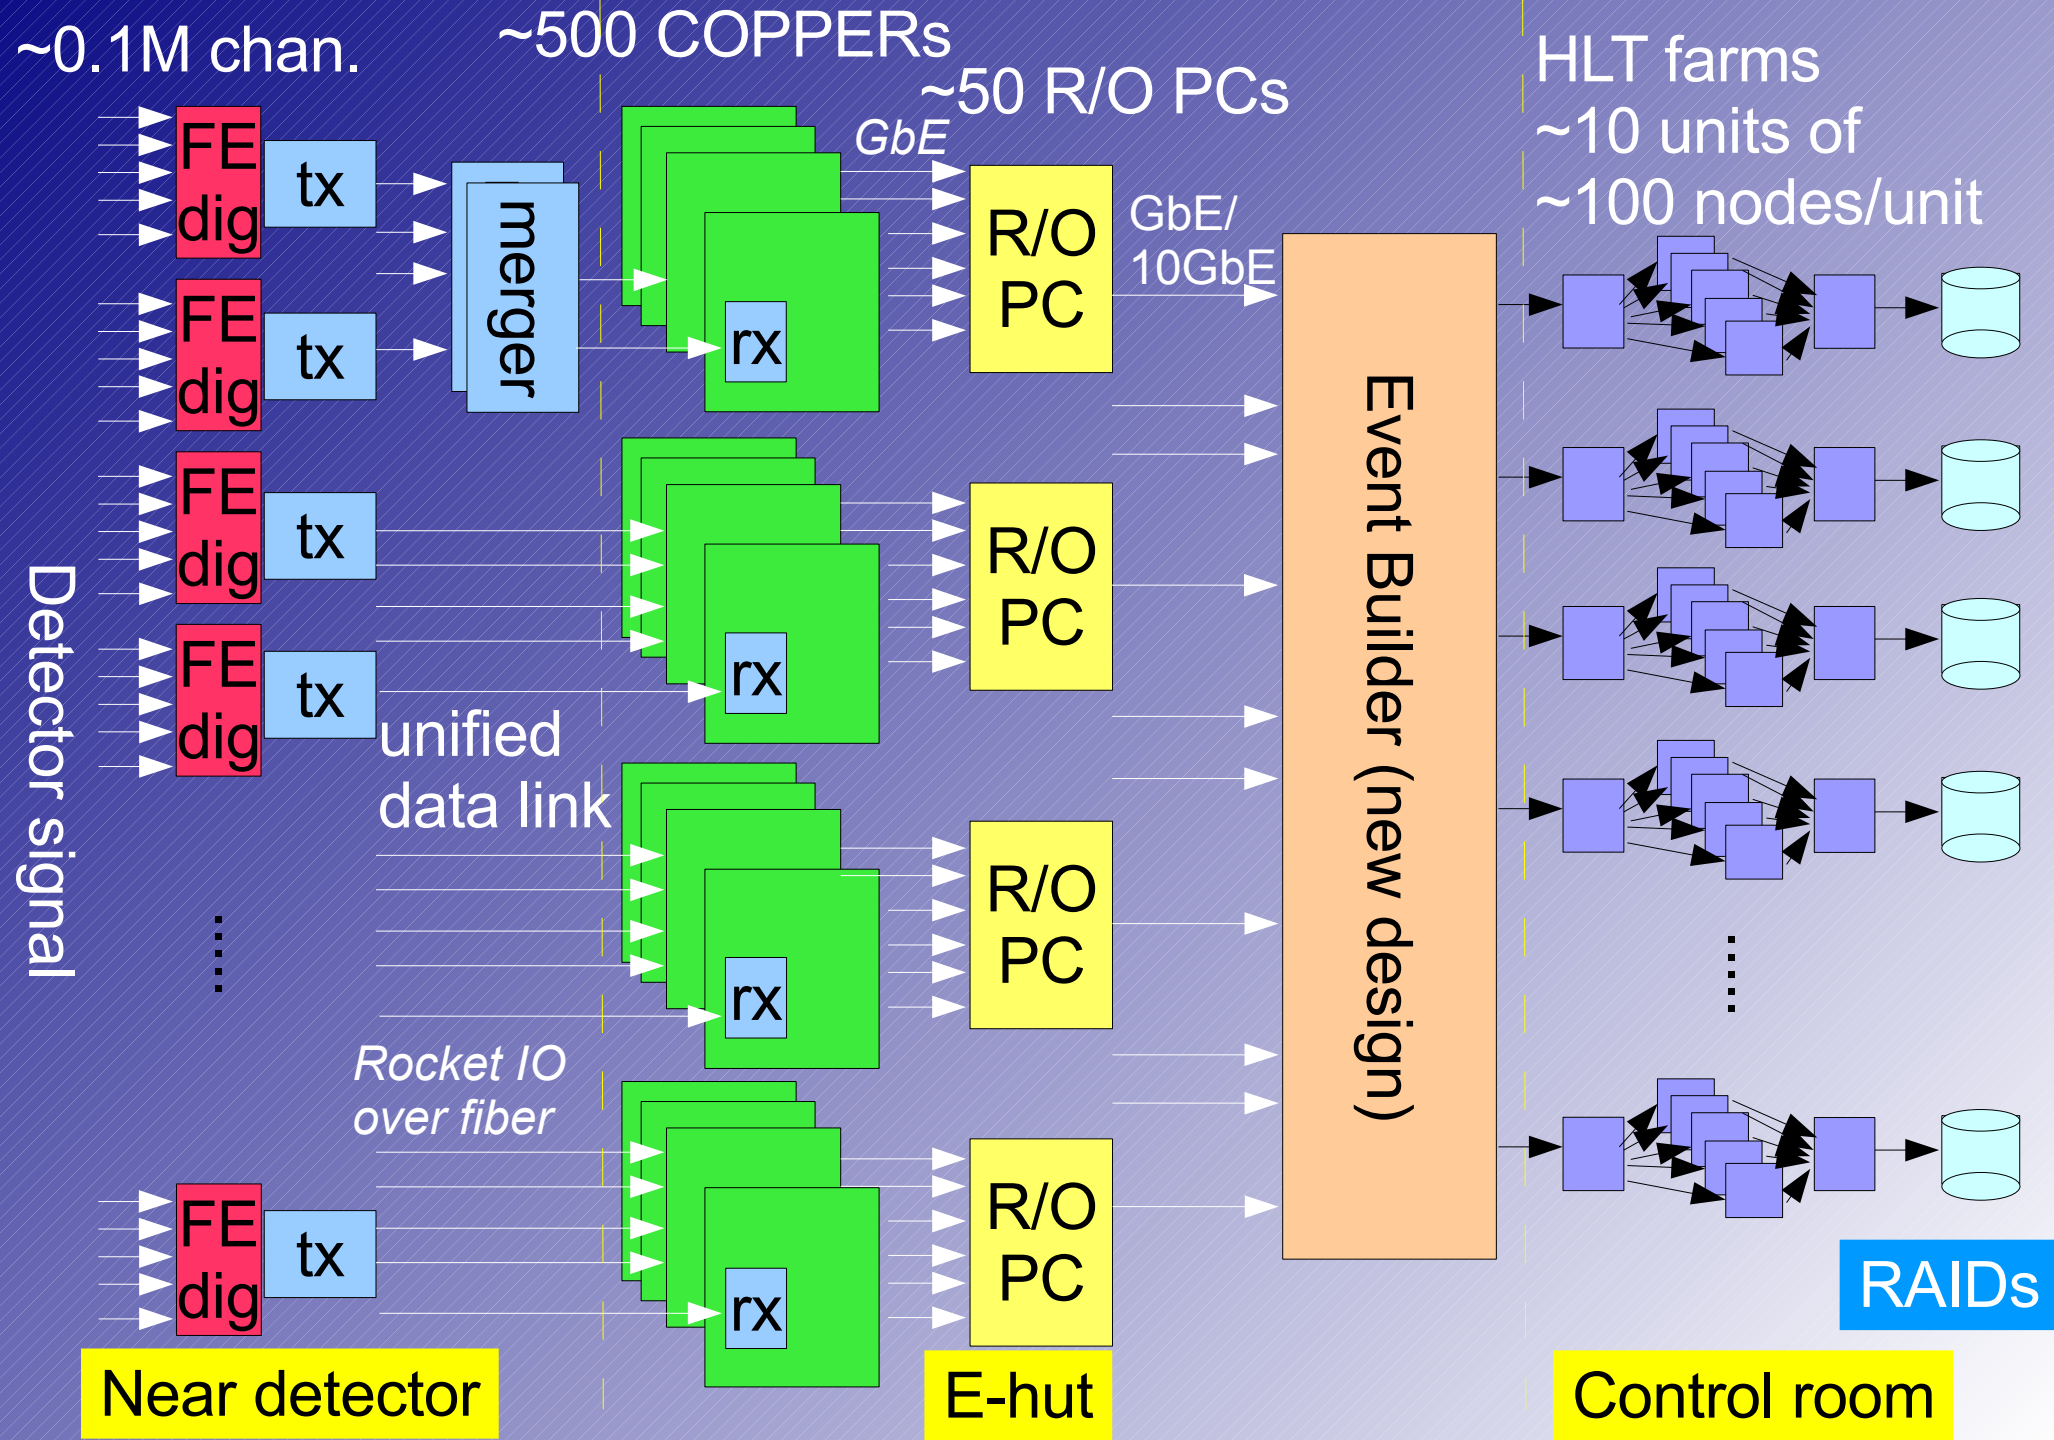 ~0.1M chan.
~500 COPPERs
~50 R/O PCs
HLT farms
~10 units of
~100 nodes/unit
GbE
GbE/
10GbE
Detector signal
FE
dig
tx
FE
dig
tx
FE
dig
tx
FE
dig
tx
FE
dig
tx
merger
unified
data link
Rocket IO
over fiber
rx
rx
rx
rx
R/O
PC
R/O
PC
R/O
PC
R/O
PC
Event Builder (new design)
RAIDs
Near detector
E-hut
Control room